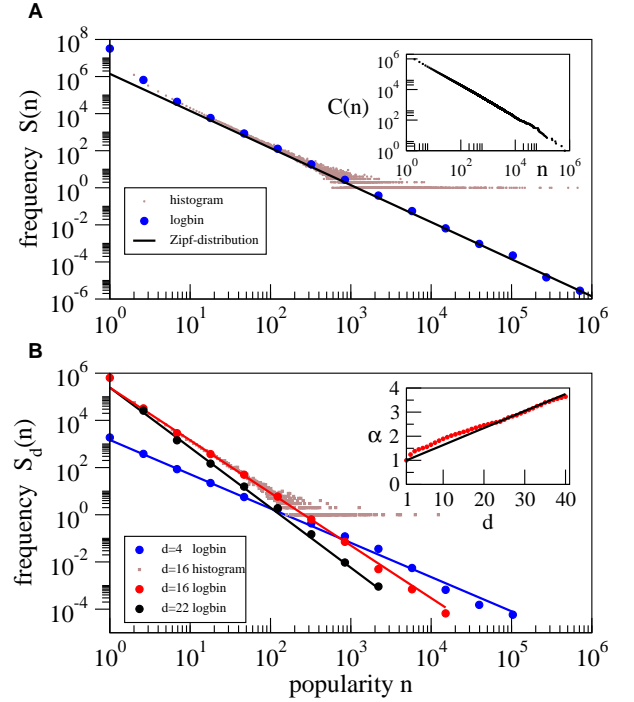 A
frequency S(n)
10^8
10^6
10^4
10^2
10^0
10^-2
10^-4
10^-6
histogram
logbin
Zipf-distribution
C(n)
10^6
10^4
10^2
10^0
10^0 10^2 10^4 n 10^6
10^0 10^1 10^2 10^3 10^4 10^5 10^6
B
frequency S_d(n)
10^6
10^4
10^2
10^0
10^-2
10^-4
d=4 logbin
d=16 histogram
d=16 logbin
d=22 logbin
α
4
3
2
1
0
1 10 20 30 40
d
10^0 10^1 10^2 10^3 10^4 10^5 10^6
popularity n